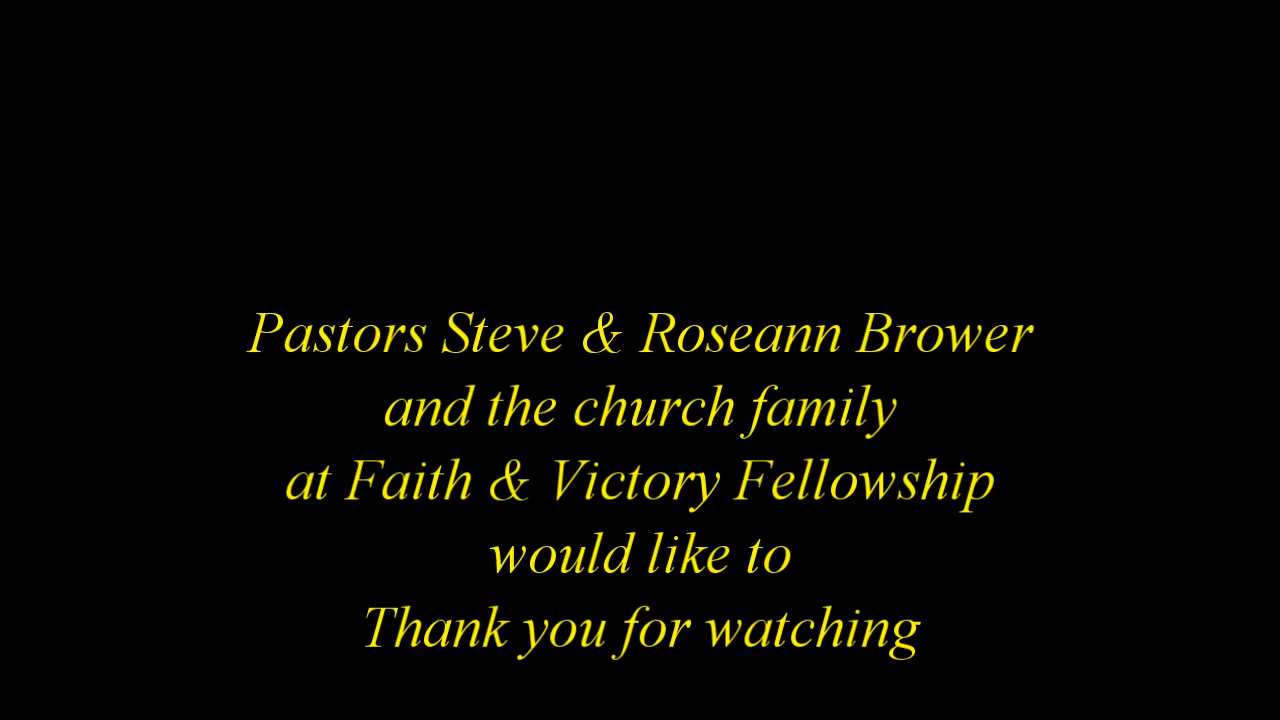 Pastors Steve & Roseann Brower
and the church family
at Faith & Victory Fellowship
would like to
Thank you for watching